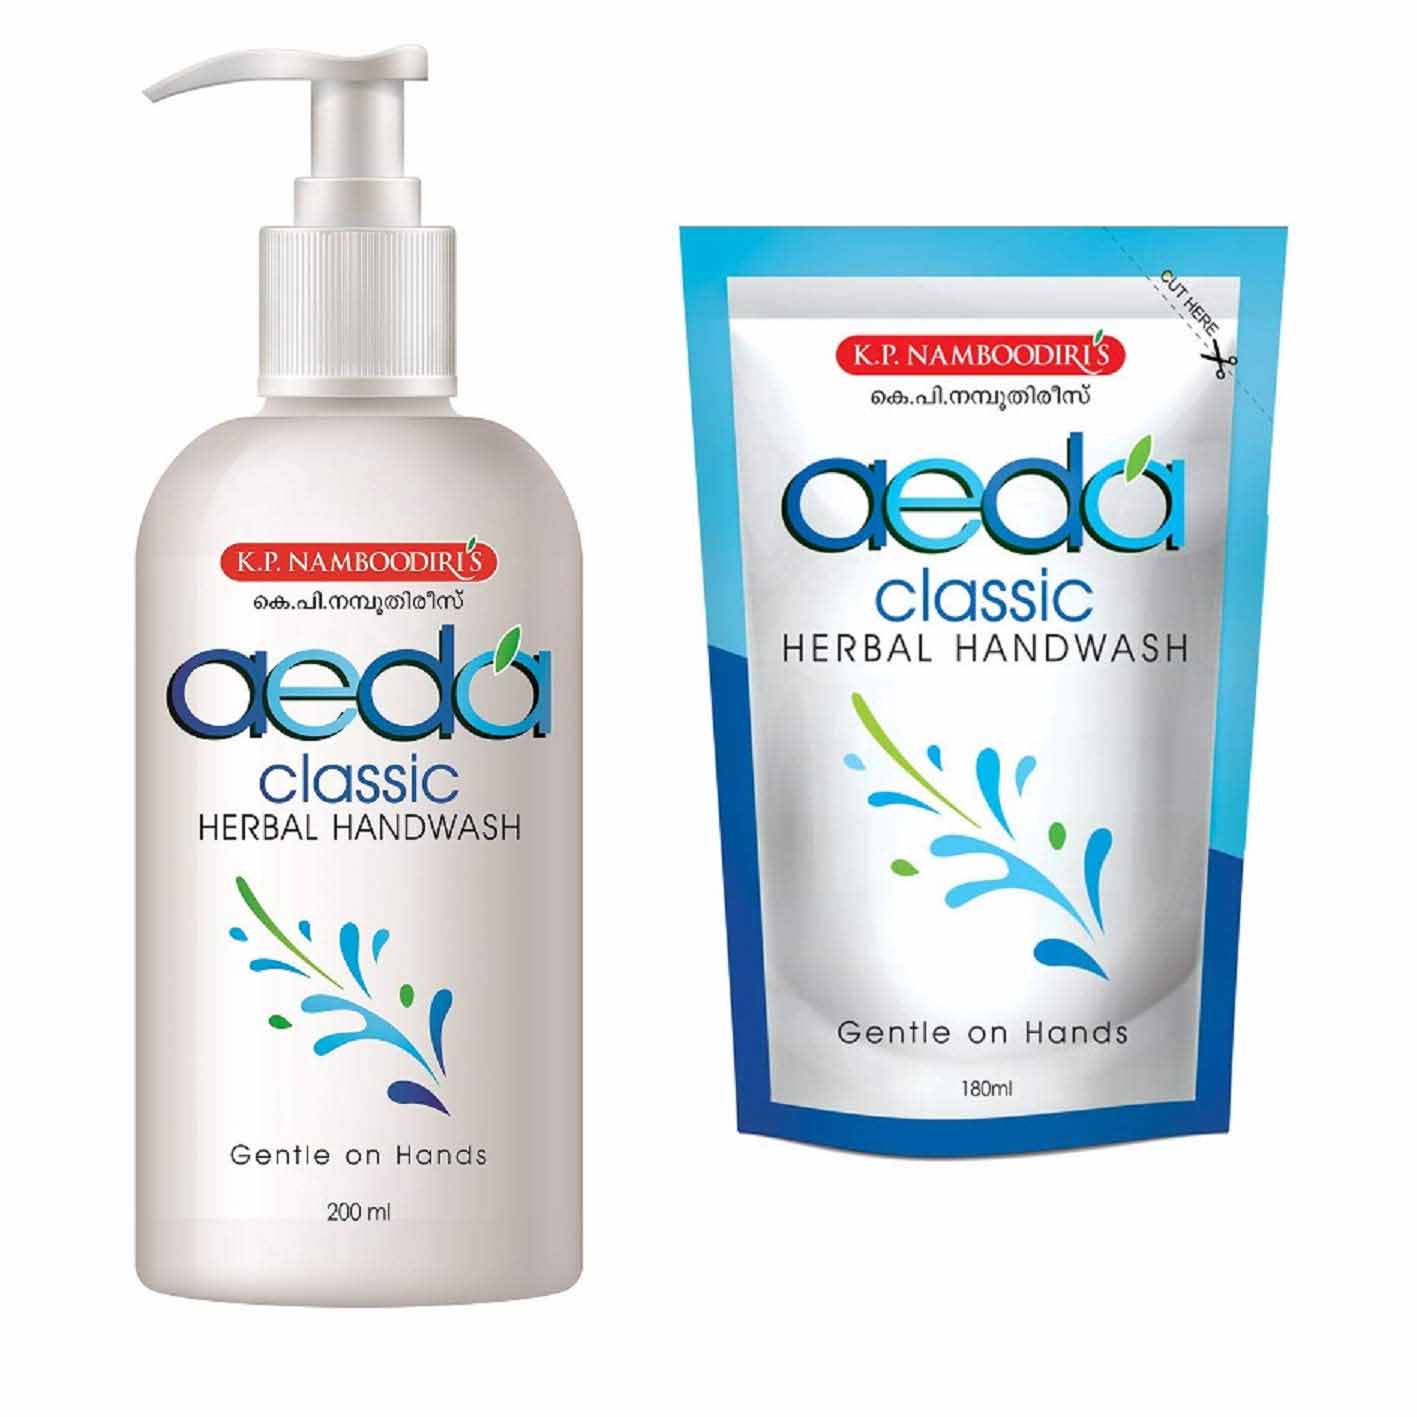 K.P. NAMBOODIRI'S
കെ.പി.നമ്പൂതിരീസ്
aeda
classic
HERBAL HANDWASH
Gentle on Hands
200 ml
CUT HERE
K.P. NAMBOODIRI'S
കെ.പി.നമ്പൂതിരീസ്
aeda
classic
HERBAL HANDWASH
Gentle on Hands
180ml